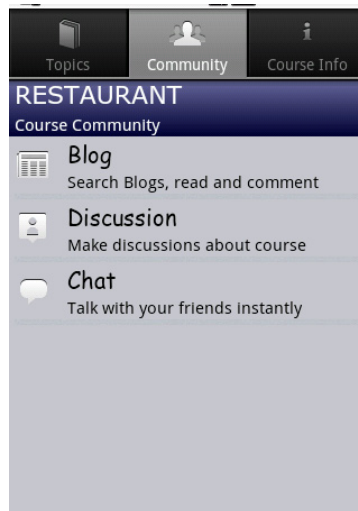 Topics Community Course Info
RESTAURANT
Course Community
Blog
Search Blogs, read and comment
Discussion
Make discussions about course
Chat
Talk with your friends instantly